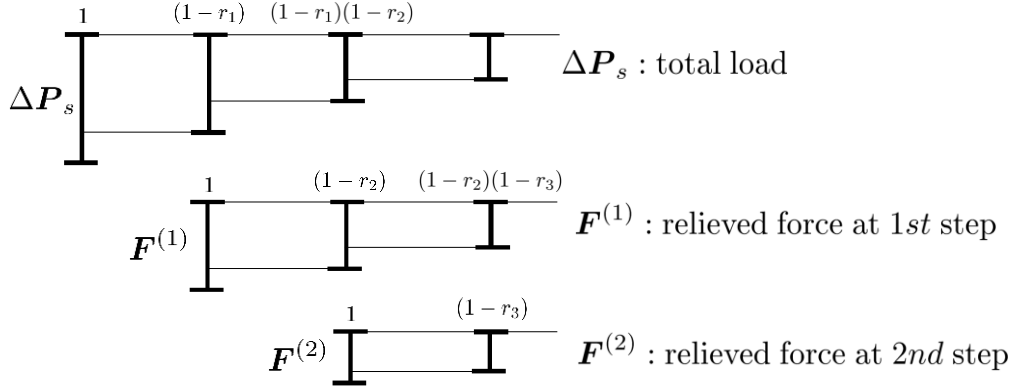 1 (1 − r₁) (1 − r₁)(1 − r₂)
ΔPₛ
ΔPₛ : total load
1 (1 − r₂) (1 − r₂)(1 − r₃)
F⁽¹⁾
F⁽¹⁾ : relieved force at 1st step
1 (1 − r₃)
F⁽²⁾
F⁽²⁾ : relieved force at 2nd step